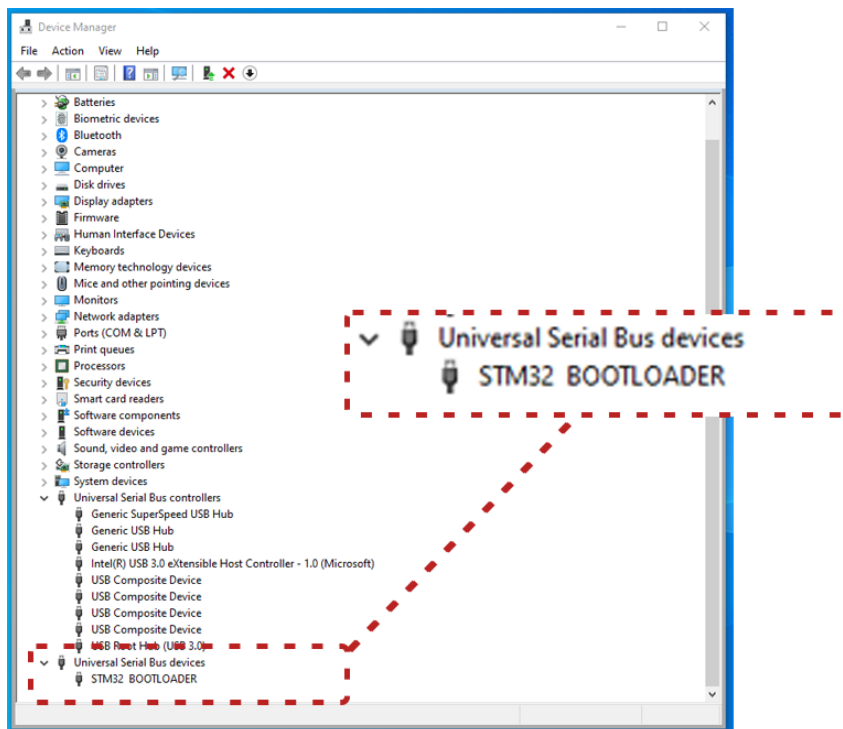 Device Manager
File Action View Help
Batteries
Biometric devices
Bluetooth
Cameras
Computer
Disk drives
Display adapters
Firmware
Human Interface Devices
Keyboards
Memory technology devices
Mice and other pointing devices
Monitors
Network adapters
Ports (COM & LPT)
Print queues
Processors
Security devices
Smart card readers
Software components
Software devices
Sound, video and game controllers
Storage controllers
System devices
Universal Serial Bus controllers
Generic SuperSpeed USB Hub
Generic USB Hub
Generic USB Hub
Intel(R) USB 3.0 eXtensible Host Controller - 1.0 (Microsoft)
USB Composite Device
USB Composite Device
USB Composite Device
USB Composite Device
USB Root Hub (USB 3.0)
Universal Serial Bus devices
STM32 BOOTLOADER
Universal Serial Bus devices
STM32 BOOTLOADER